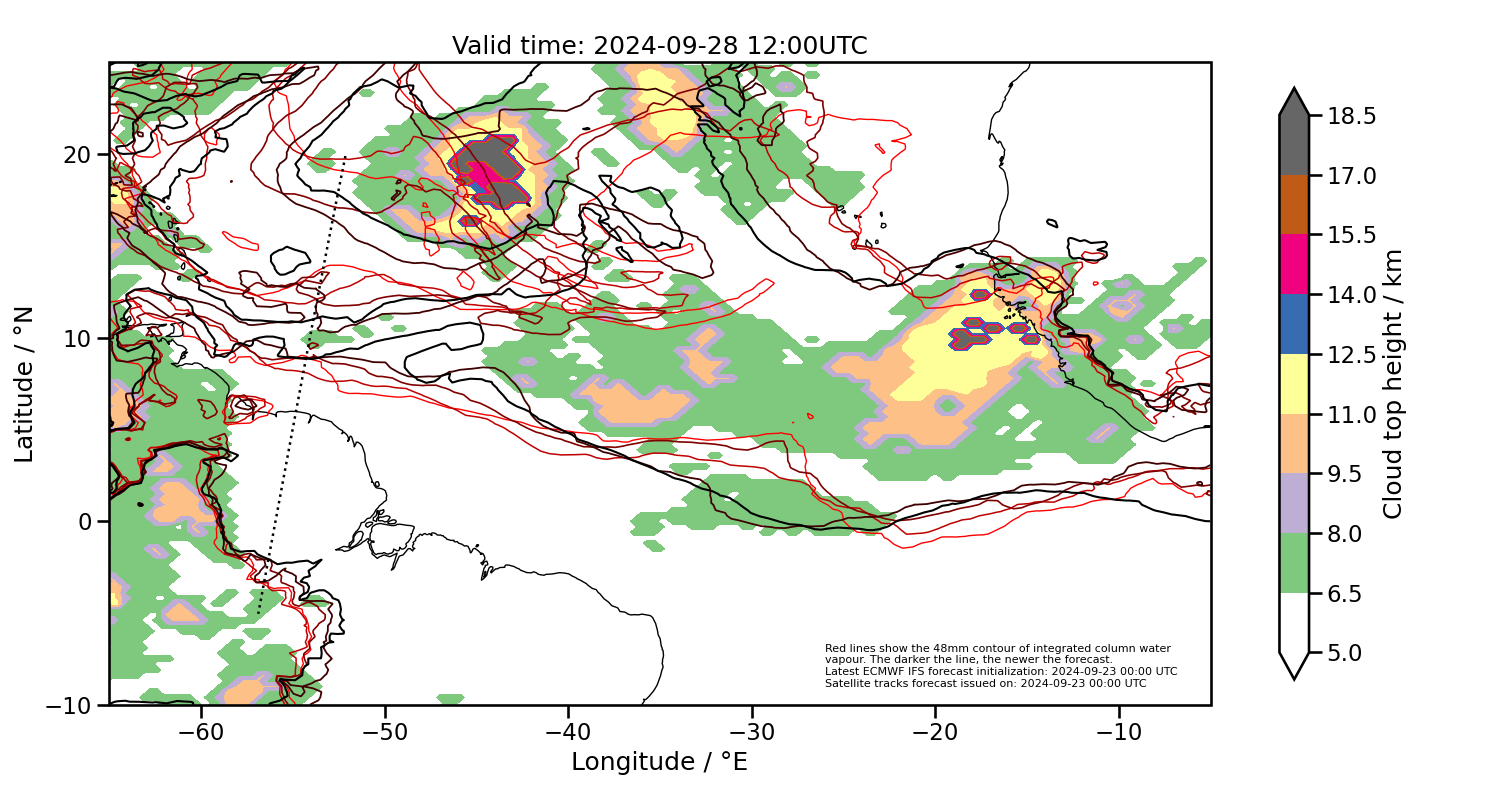 Valid time: 2024-09-28 12:00UTC
20
10
0
−10
Latitude / °N
−60
−50
−40
−30
−20
−10
Longitude / °E
Red lines show the 48mm contour of integrated column water
vapour. The darker the line, the newer the forecast.
Latest ECMWF IFS forecast initialization: 2024-09-23 00:00 UTC
Satellite tracks forecast issued on: 2024-09-23 00:00 UTC
18.5
17.0
15.5
14.0
12.5
11.0
9.5
8.0
6.5
5.0
Cloud top height / km